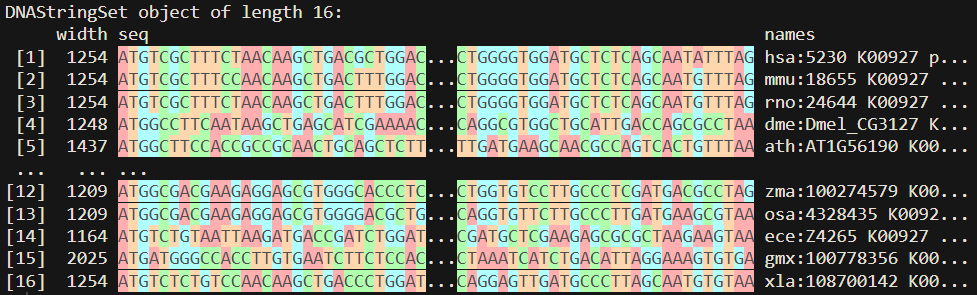 DNAStringSet object of length 16:
width seq names
[1] 1254 ATGTCGCTTTCTAACAAGCTGACGCTGGAC...CTGGGGTGGATGCTCTCAGCAATATTTAG hsa:5230 K00927 p...
[2] 1254 ATGTCGCTTTCCAACAAGCTGACTTTGGAC...CTGGGGTGGATGCTCTCAGCAATGTTTAG mmu:18655 K00927 ...
[3] 1254 ATGTCGCTTTCTAACAAGCTGACTTTGGAC...CTGGGGTGGATGCTCTCAGCAATGTTTAG rno:24644 K00927 ...
[4] 1248 ATGGCCTTCAATAAGCTGAGCATCGAAAAC...CAGGCGTGGCTGCATTGACCAGCGCCTAA dme:Dmel_CG3127 K...
[5] 1437 ATGGCTTCCACCGCCGCAACTGCAGCTCTT...TTGATGAAGCAACGCCAGTCACTGTTTAA ath:AT1G56190 K00...
... ... ...
[12] 1209 ATGGCGACGAAGAGGAGCGTGGGCACCCTC...CTGGTGTCCTTGCCCTCGATGACGCCTAG zma:100274579 K00...
[13] 1209 ATGGCGACGAAGAGGAGCGTGGGGACGCTG...CAGGTGTTCTTGCCCTTGATGAAGCGTAA osa:4328435 K0092...
[14] 1164 ATGTCTGTAATTAAGATGACCGATCTGGAT...CGATGCTCGAAGAGCGCGCTAAGAAGTAA ece:Z4265 K00927 ...
[15] 2025 ATGATGGGCCACCTTGTGAATCTTCTCCAC...CTAAATCATCTGACATTAGGAAAGTGTGA gmx:100778356 K00...
[16] 1254 ATGTCTCTGTCCAACAAGCTGACCCTGGAT...CAGGAGTTGATGCCCTTAGCAATGTGTAA xla:108700142 K00...